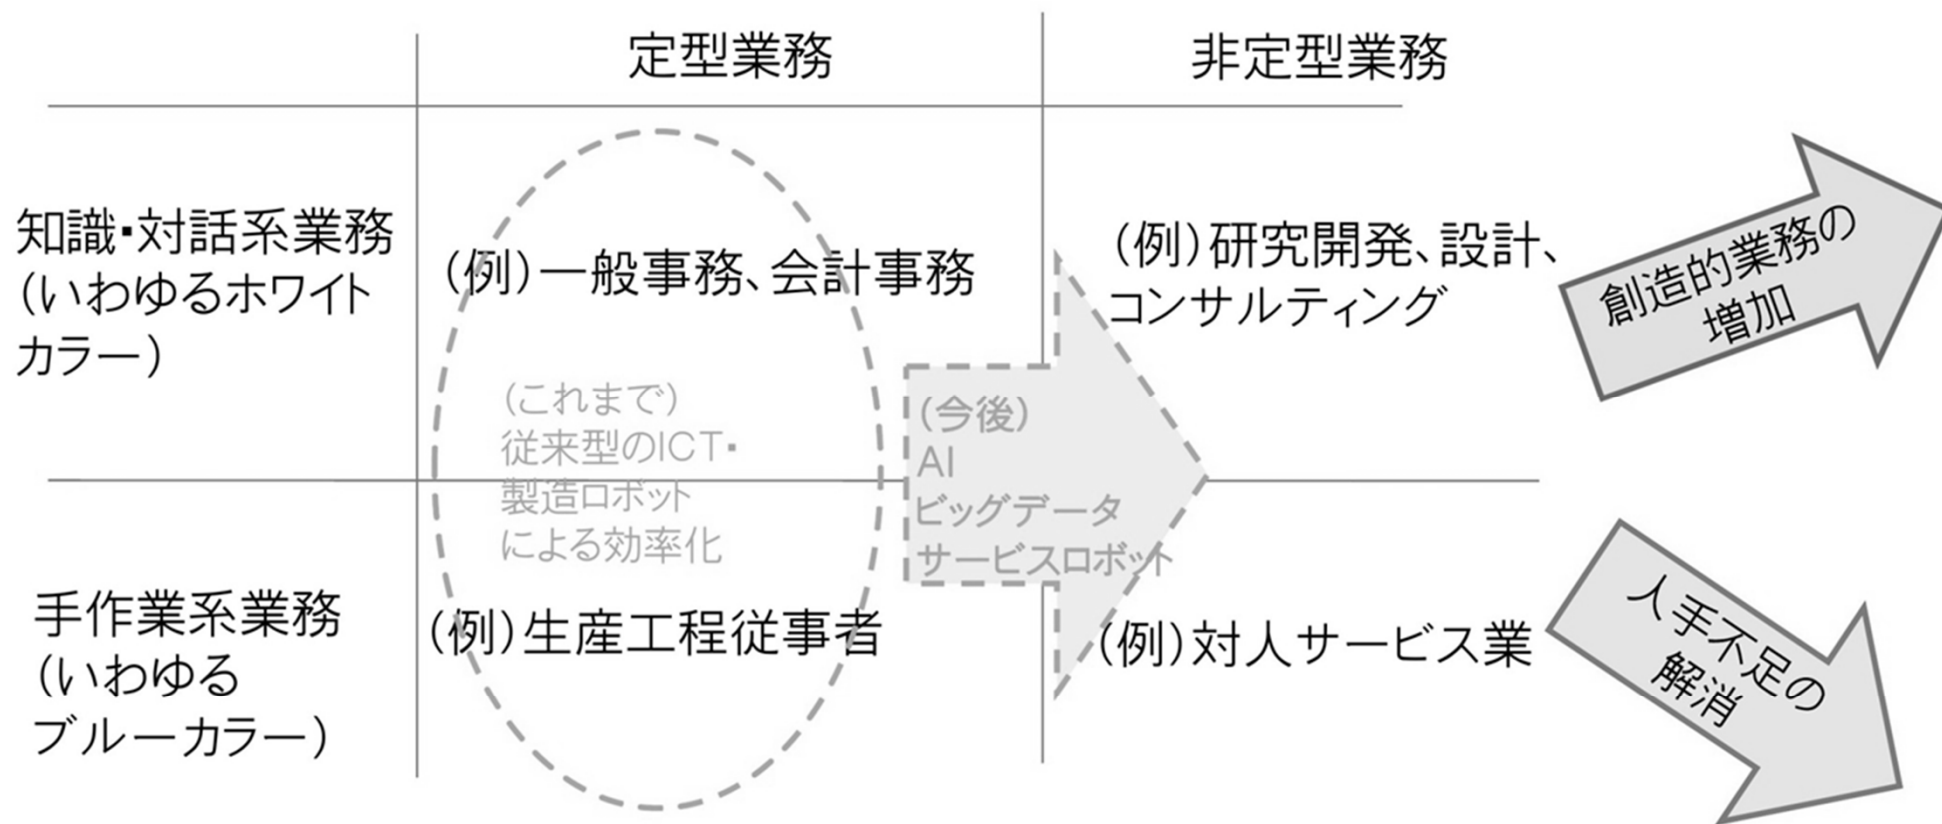 定型業務
非定型業務
知識・対話系業務
(いわゆるホワイト
カラー)
(例)一般事務、会計事務
(例)研究開発、設計、
コンサルティング
創造的業務の
増加
(これまで)
従来型のICT・
製造ロボット
による効率化
(今後)
AI
ビッグデータ
サービスロボット
手作業系業務
(いわゆる
ブルーカラー)
(例)生産工程従事者
(例)対人サービス業
人手不足の
解消